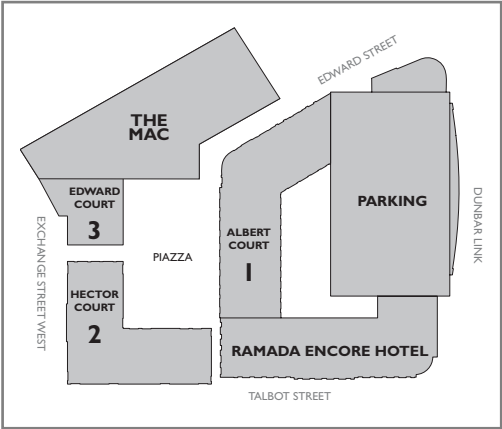 EDWARD STREET
THE
MAC
EDWARD
COURT
3
PARKING
EXCHANGE STREET WEST
DUNBAR LINK
PIAZZA
ALBERT
COURT
1
HECTOR
COURT
2
RAMADA ENCORE HOTEL
TALBOT STREET